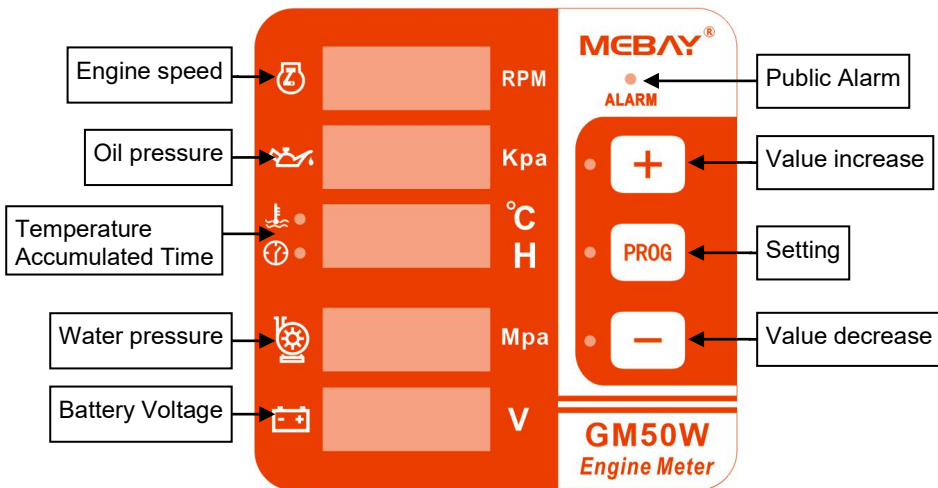 Engine speed
Oil pressure
Temperature
Accumulated Time
Water pressure
Battery Voltage
RPM
Kpa
°C
H
Mpa
V
MEBAY®
ALARM
+
PROG
−
GM50W
Engine Meter
Public Alarm
Value increase
Setting
Value decrease